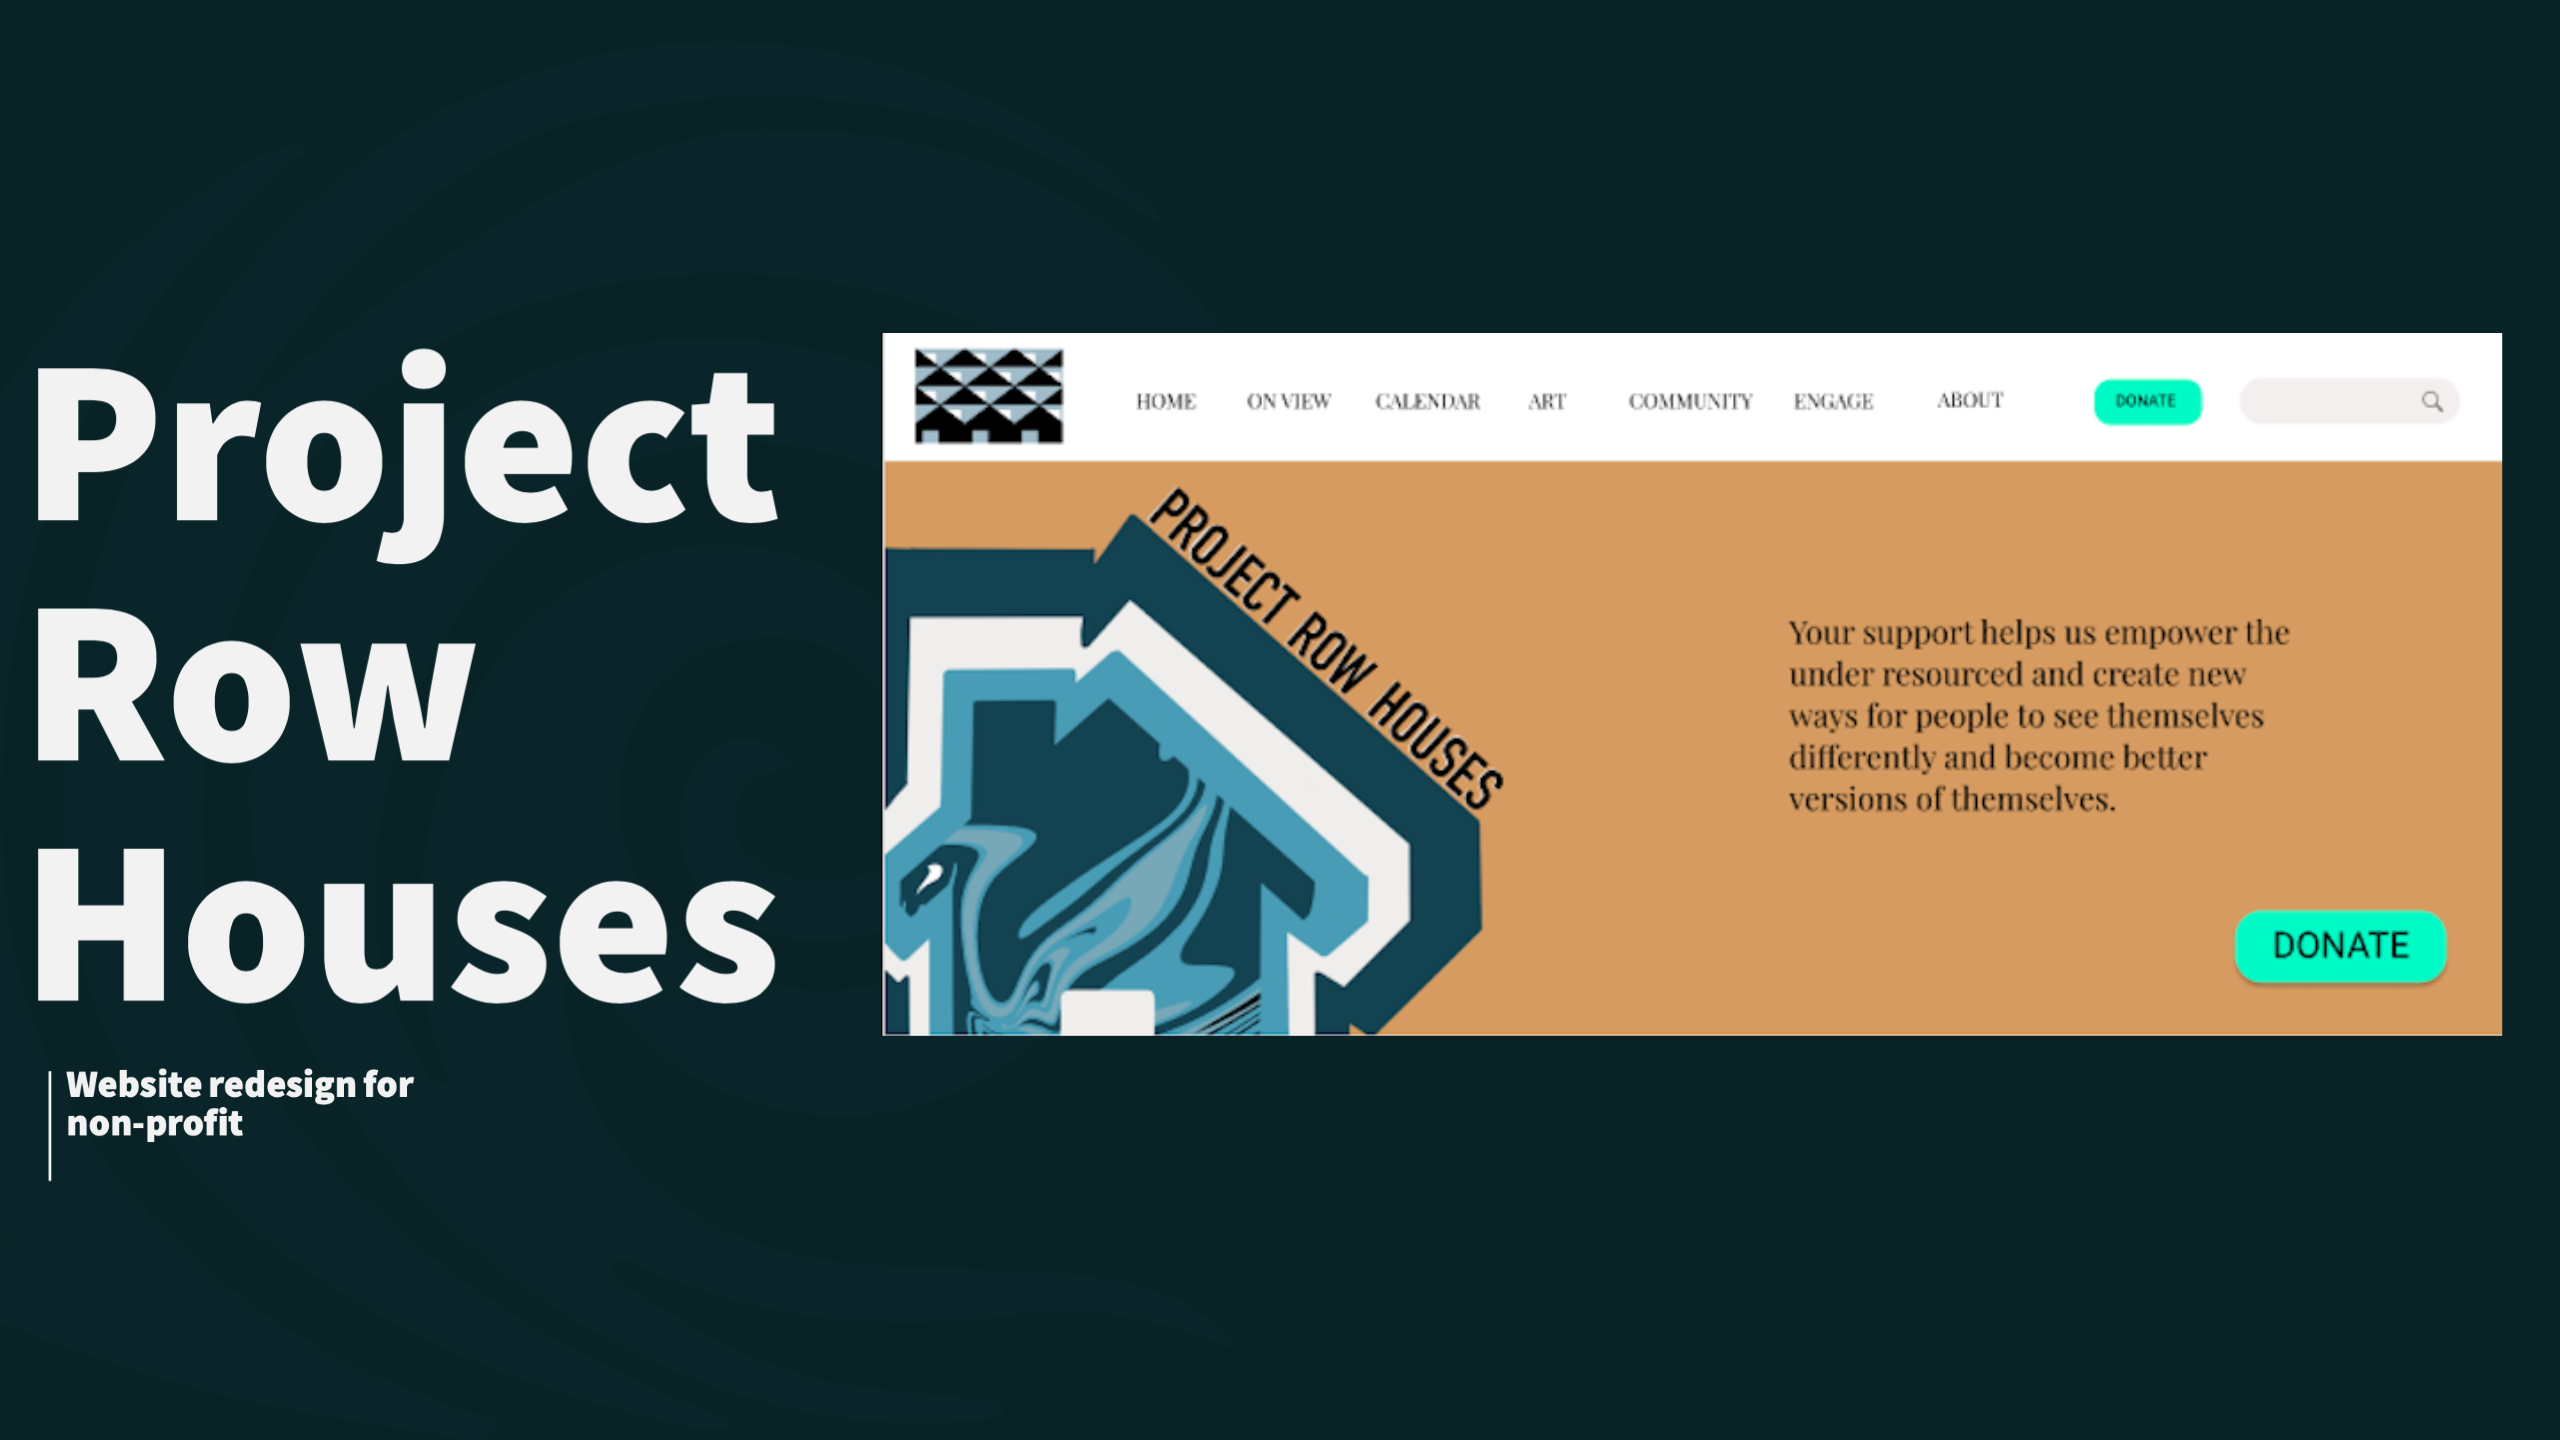 Project
Row
Houses
Website redesign for
non-profit
HOME ON VIEW CALENDAR ART COMMUNITY ENGAGE ABOUT DONATE
PROJECT ROW HOUSES
Your support helps us empower the
under resourced and create new
ways for people to see themselves
differently and become better
versions of themselves.
DONATE